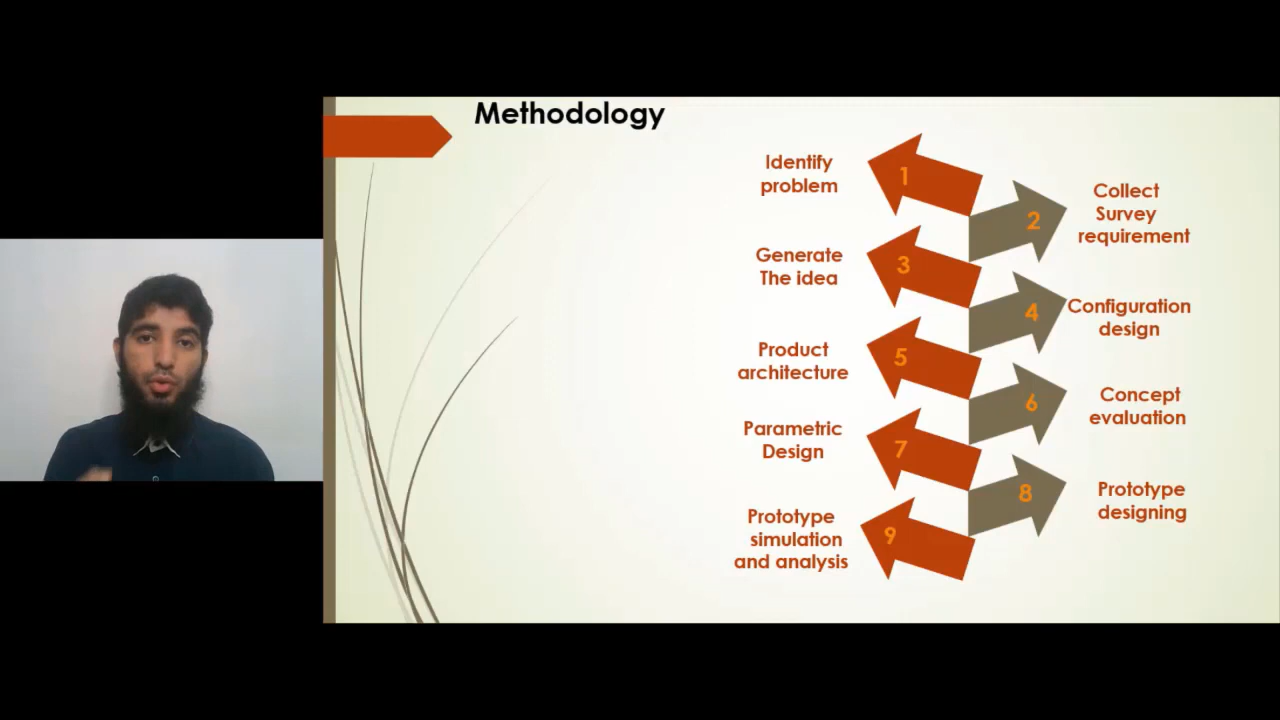 Methodology
1
Identify
problem
2
Collect
Survey
requirement
3
Generate
The idea
4
Configuration
design
5
Product
architecture
6
Concept
evaluation
7
Parametric
Design
8
Prototype
designing
9
Prototype
simulation
and analysis